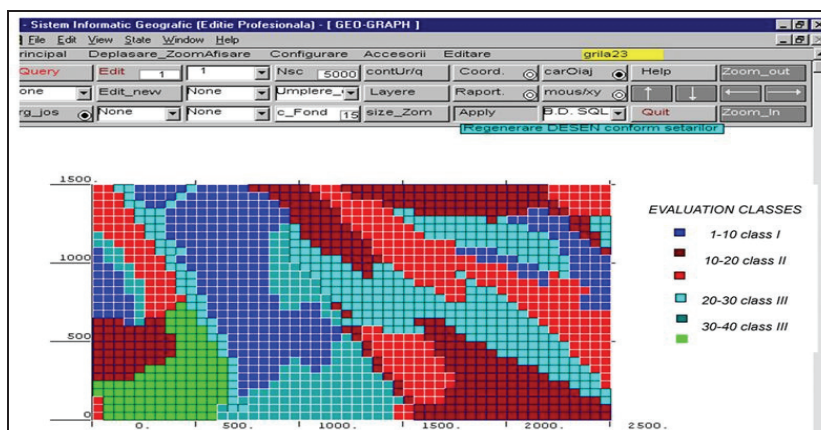 - Sistem Informatic Geografic (Editie Profesionala) - [ GEO-GRAPH ]
File Edit View State Window Help
rincipal Deplasare_ZoomAfisare Configurare Accesorii Editare grila23
Query Edit 1 1 Nsc 5000 contUr/q Coord. carOiaj Help Zoom_out
one Edit_new None Umplere_ Layere Raport. mous/xy
rg_jos None None c_Fond 15 size_Zom Apply B.D. SQL Quit Zoom_In
Regenerare DESEN conform setarilor
1500.
1000
500
0
0. 500. 1000. 1500. 2000. 2500.
EVALUATION CLASSES
1-10 class I
10-20 class II
20-30 class III
30-40 class III